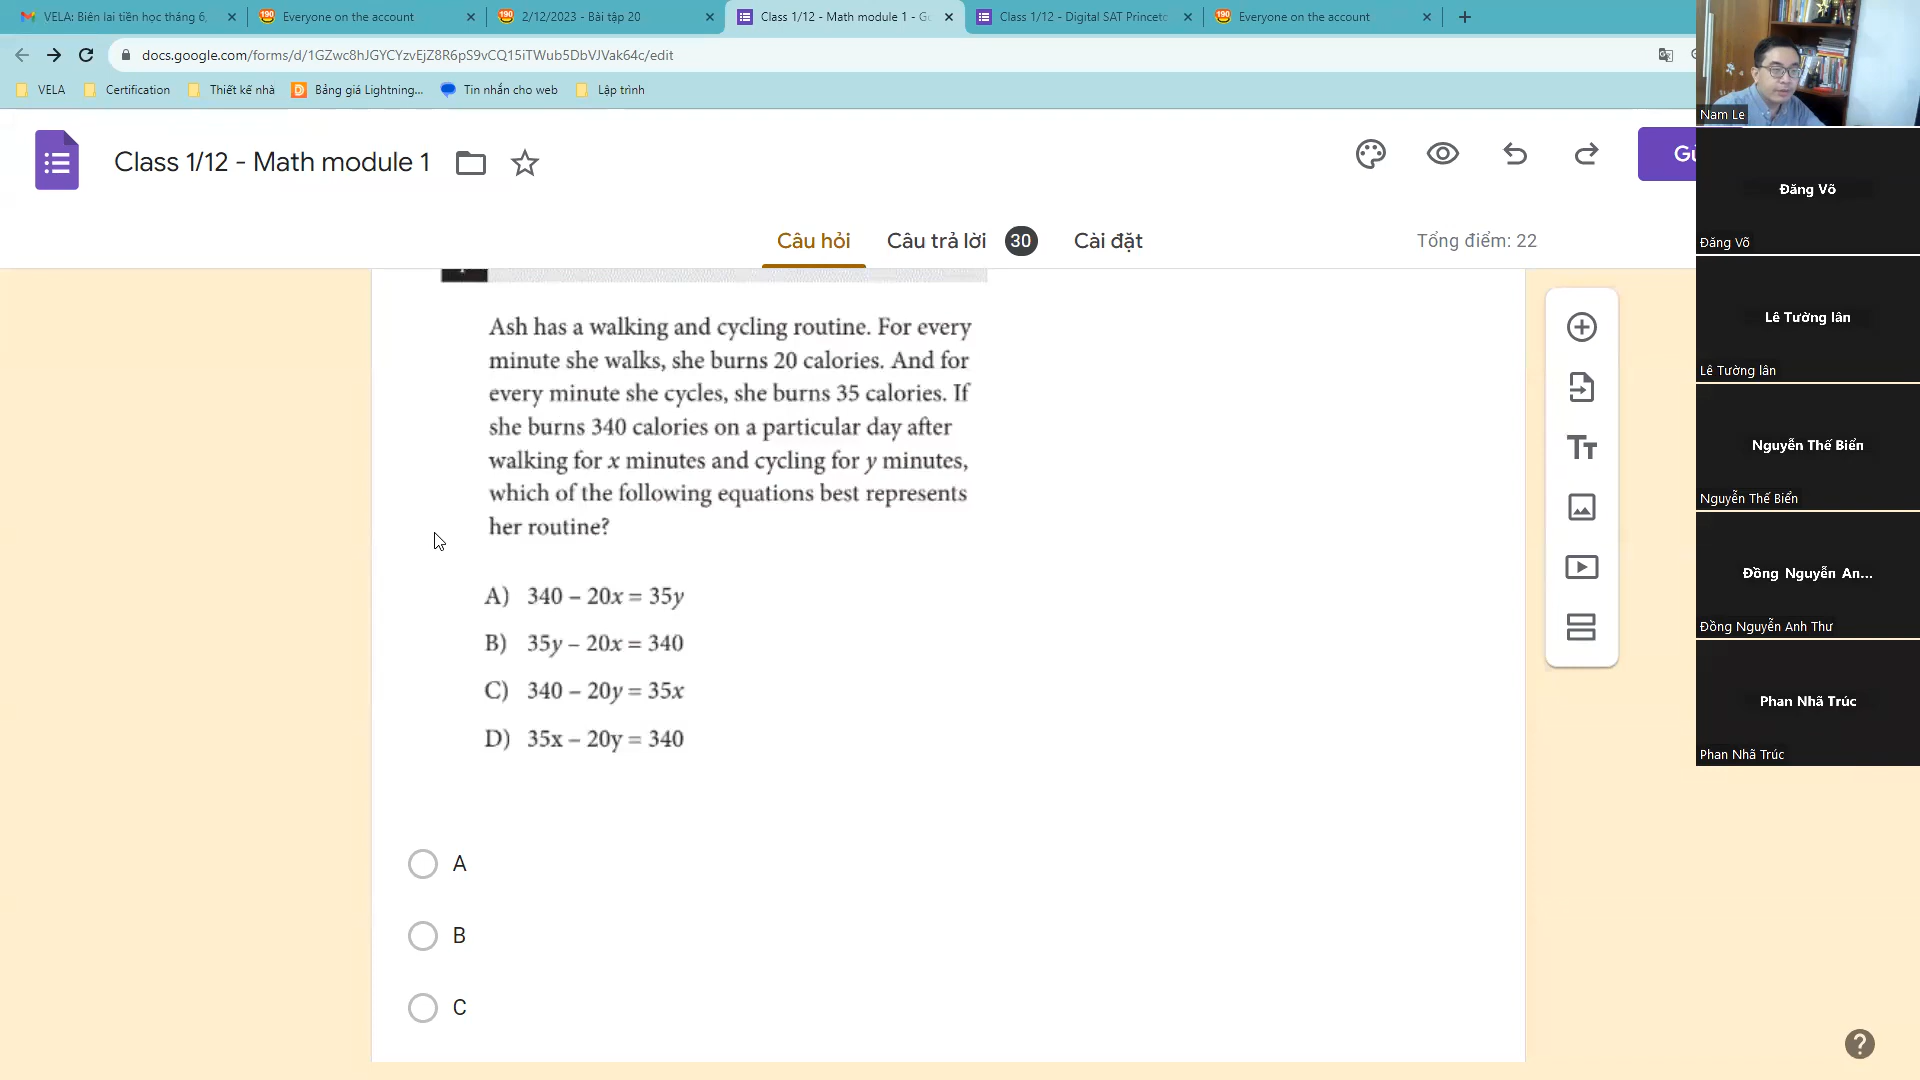 VELA: Biên lai tiền học tháng 6,
Everyone on the account
2/12/2023 - Bài tập 20
Class 1/12 - Math module 1 - Go
Class 1/12 - Digital SAT Princeto
Everyone on the account
docs.google.com/forms/d/1GZwc8hJGYCYzvEjZ8R6pS9vCQ15iTWub5DbVJVak64c/edit
VELA
Certification
Thiết kế nhà
Bảng giá Lightning...
Tin nhắn cho web
Lập trình
Class 1/12 - Math module 1
Câu hỏi
Câu trả lời 30
Cài đặt
Tổng điểm: 22
Ash has a walking and cycling routine. For every
minute she walks, she burns 20 calories. And for
every minute she cycles, she burns 35 calories. If
she burns 340 calories on a particular day after
walking for x minutes and cycling for y minutes,
which of the following equations best represents
her routine?
A) 340 – 20x = 35y
B) 35y – 20x = 340
C) 340 – 20y = 35x
D) 35x – 20y = 340
A
B
C
Nam Le
Đăng Võ
Đăng Võ
Lê Tường lân
Lê Tường lân
Nguyễn Thế Biển
Nguyễn Thế Biển
Đồng Nguyễn An...
Đồng Nguyễn Anh Thư
Phan Nhã Trúc
Phan Nhã Trúc